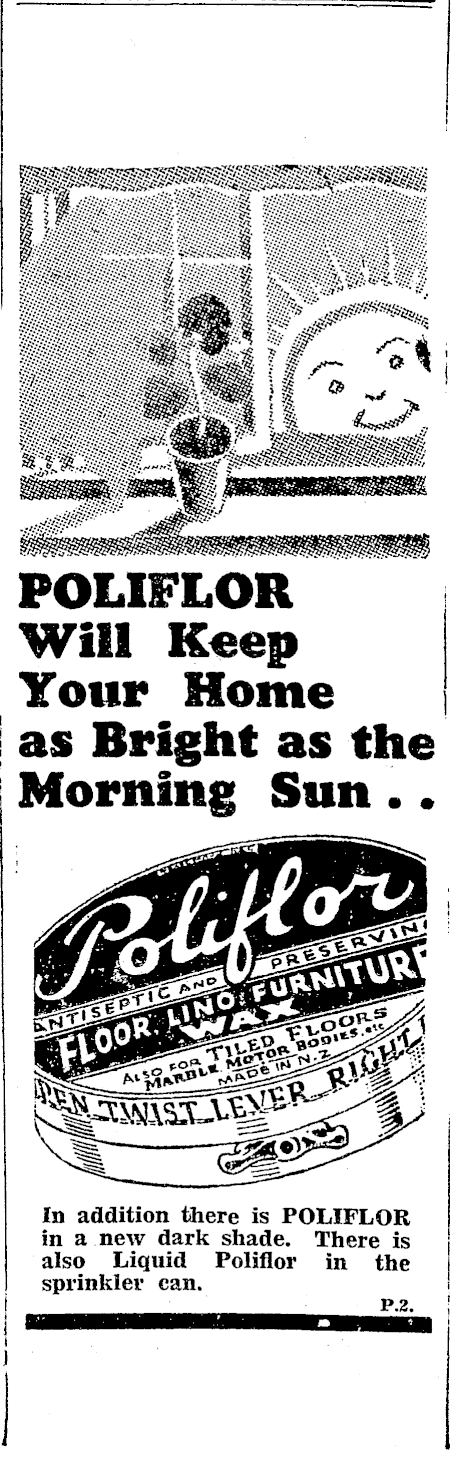 POLIFLOR
Will Keep
Your Home
as Bright as the
Morning Sun . .
Poliflor
ANTISEPTIC AND PRESERVING
FLOOR LINO FURNITURE
WAX
ALSO FOR TILED FLOORS
MARBLE MOTOR BODIES. etc
MADE IN N.Z
PEN TWIST LEVER RIGHT
In addition there is POLIFLOR
in a new dark shade. There is
also Liquid Poliflor in the
sprinkler can.
P.2.